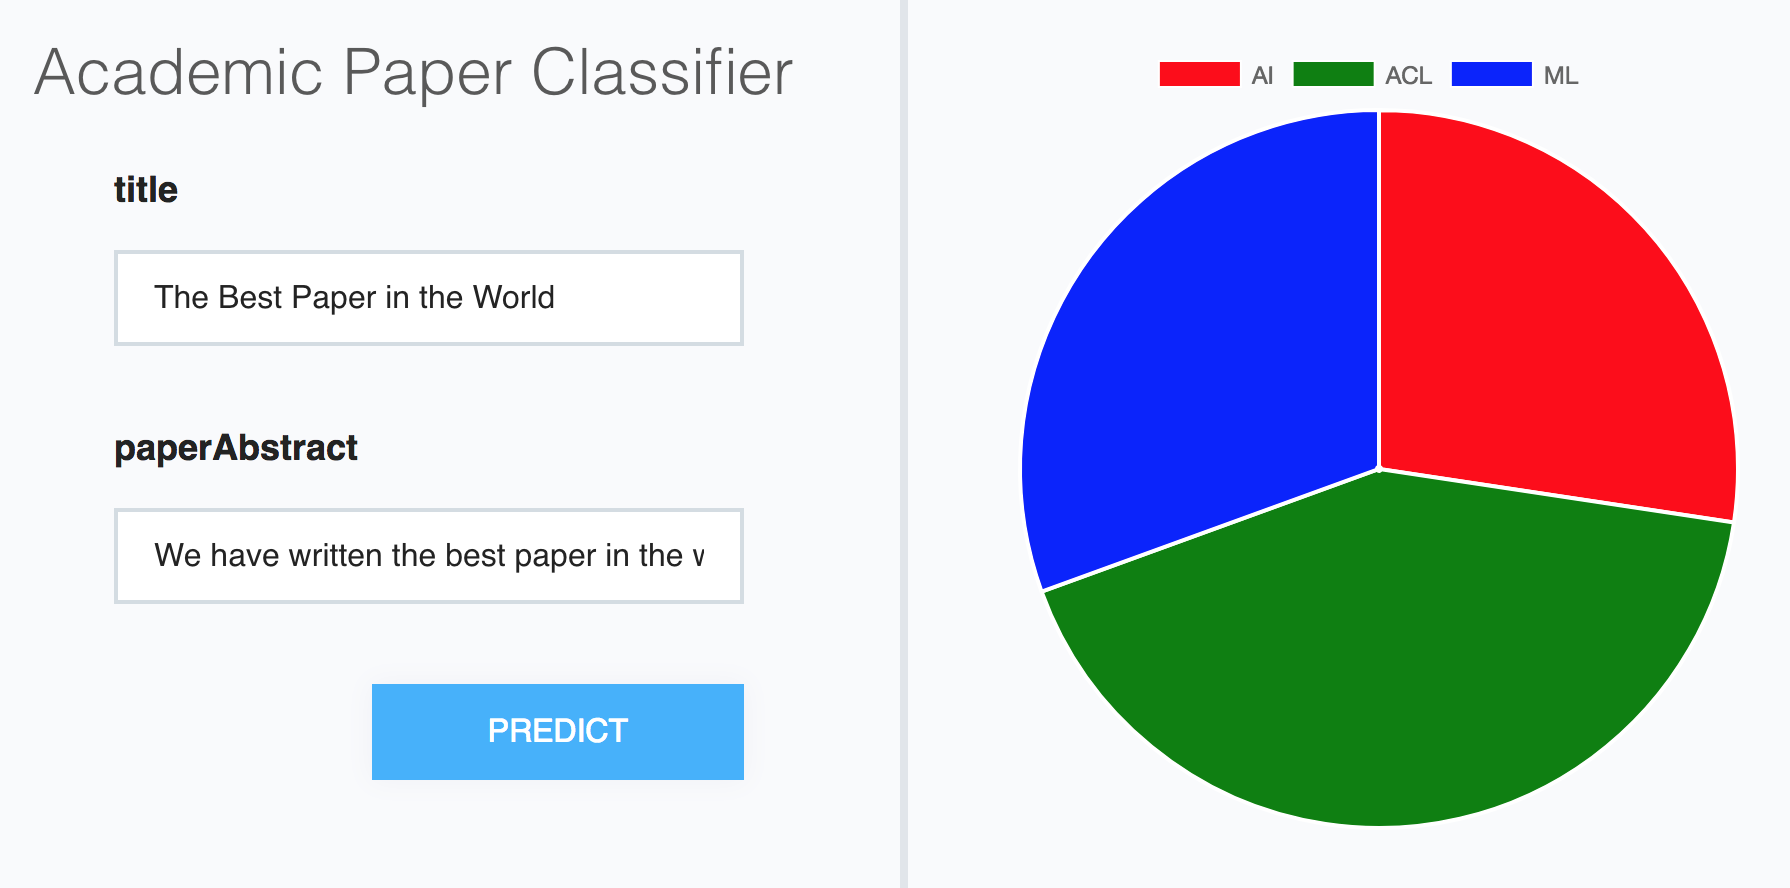 Academic Paper Classifier
title
The Best Paper in the World
paperAbstract
We have written the best paper in the
PREDICT
AI ACL ML